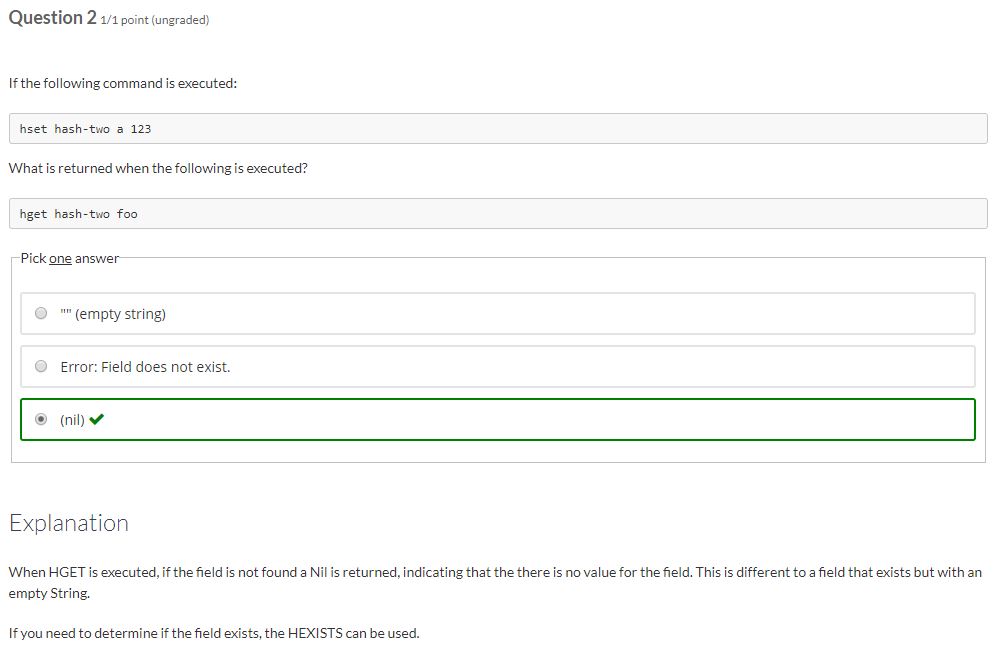 Question 2 1/1 point (ungraded)
If the following command is executed:
hset hash-two a 123
What is returned when the following is executed?
hget hash-two foo
Pick one answer
"" (empty string)
Error: Field does not exist.
(nil)
Explanation
When HGET is executed, if the field is not found a Nil is returned, indicating that the there is no value for the field. This is different to a field that exists but with an
empty String.
If you need to determine if the field exists, the HEXISTS can be used.